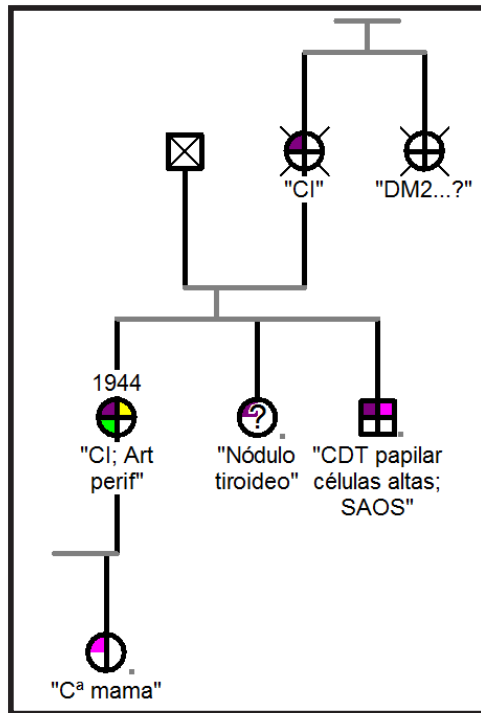 "CI"
"DM2...?"
1944
"CI; Art
perif"
?
"Nódulo
tiroideo"
"CDT papilar
células altas;
SAOS"
"Cª mama"